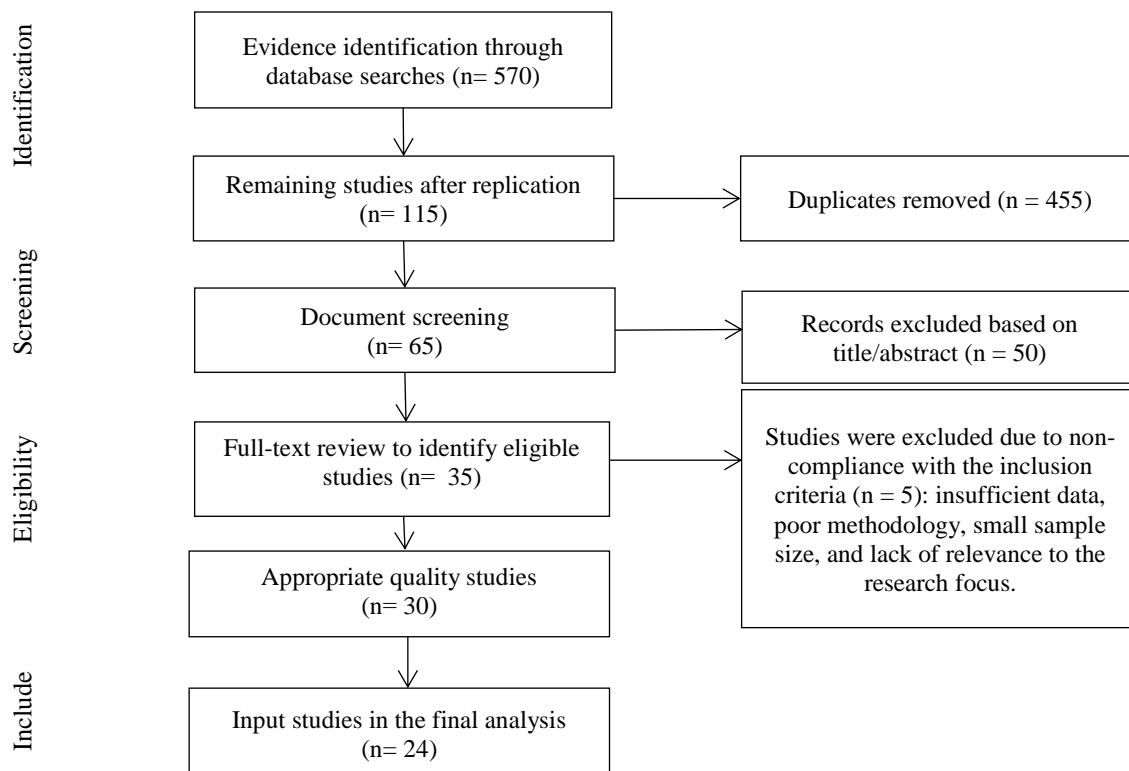 Identification
Evidence identification through
database searches (n= 570)
Remaining studies after replication
(n= 115)
Duplicates removed (n = 455)
Screening
Document screening
(n= 65)
Records excluded based on
title/abstract (n = 50)
Eligibility
Full-text review to identify eligible
studies (n=  35)
Studies were excluded due to non-
compliance with the inclusion
criteria (n = 5): insufficient data,
poor methodology, small sample
size, and lack of relevance to the
research focus.
Appropriate quality studies
(n= 30)
Include
Input studies in the final analysis
(n= 24)